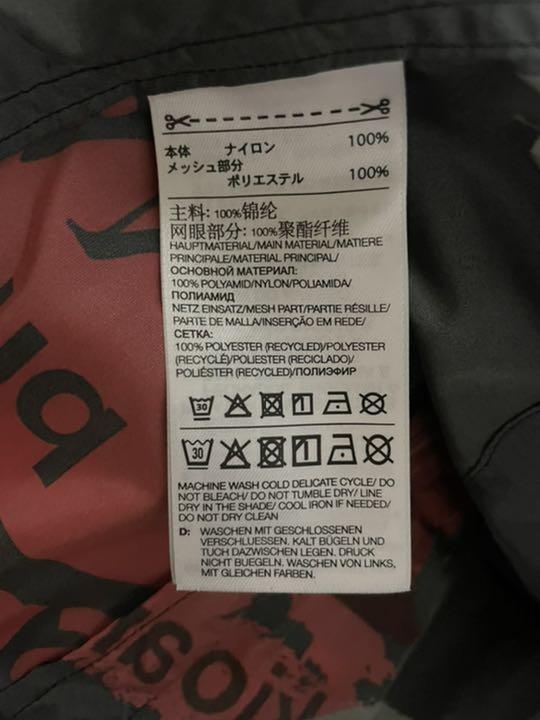 本体 ナイロン 100%
メッシュ部分
ポリエステル 100%
主料: 100%锦纶
网眼部分: 100%聚酯纤维
HAUPTMATERIAL/MAIN MATERIAL/MATIERE
PRINCIPALE/MATERIAL PRINCIPAL/
ОСНОВНОЙ МАТЕРИАЛ:
100% POLYAMID/NYLON/POLIAMIDA/
ПОЛИАМИД
NETZ EINSATZ/MESH PART/PARTIE RÉSILLE/
PARTE DE MALLA/INSERÇÃO EM REDE/
СЕТКА:
100% POLYESTER (RECYCLED)/POLYESTER
(RECYCLÉ)/POLIESTER (RECICLADO)/
POLIÉSTER (RECYCLED)/ПОЛИЭФИР
30
30
MACHINE WASH COLD DELICATE CYCLE/ DO
NOT BLEACH/ DO NOT TUMBLE DRY/ LINE
DRY IN THE SHADE/ COOL IRON IF NEEDED/
DO NOT DRY CLEAN
D: WASCHEN MIT GESCHLOSSENEN
VERSCHLUESSEN. KALT BÜGELN UND
TUCH DAZWISCHEN LEGEN. DRUCK
NICHT BUEGELN. WASCHEN VON LINKS,
MIT GLEICHEN FARBEN.